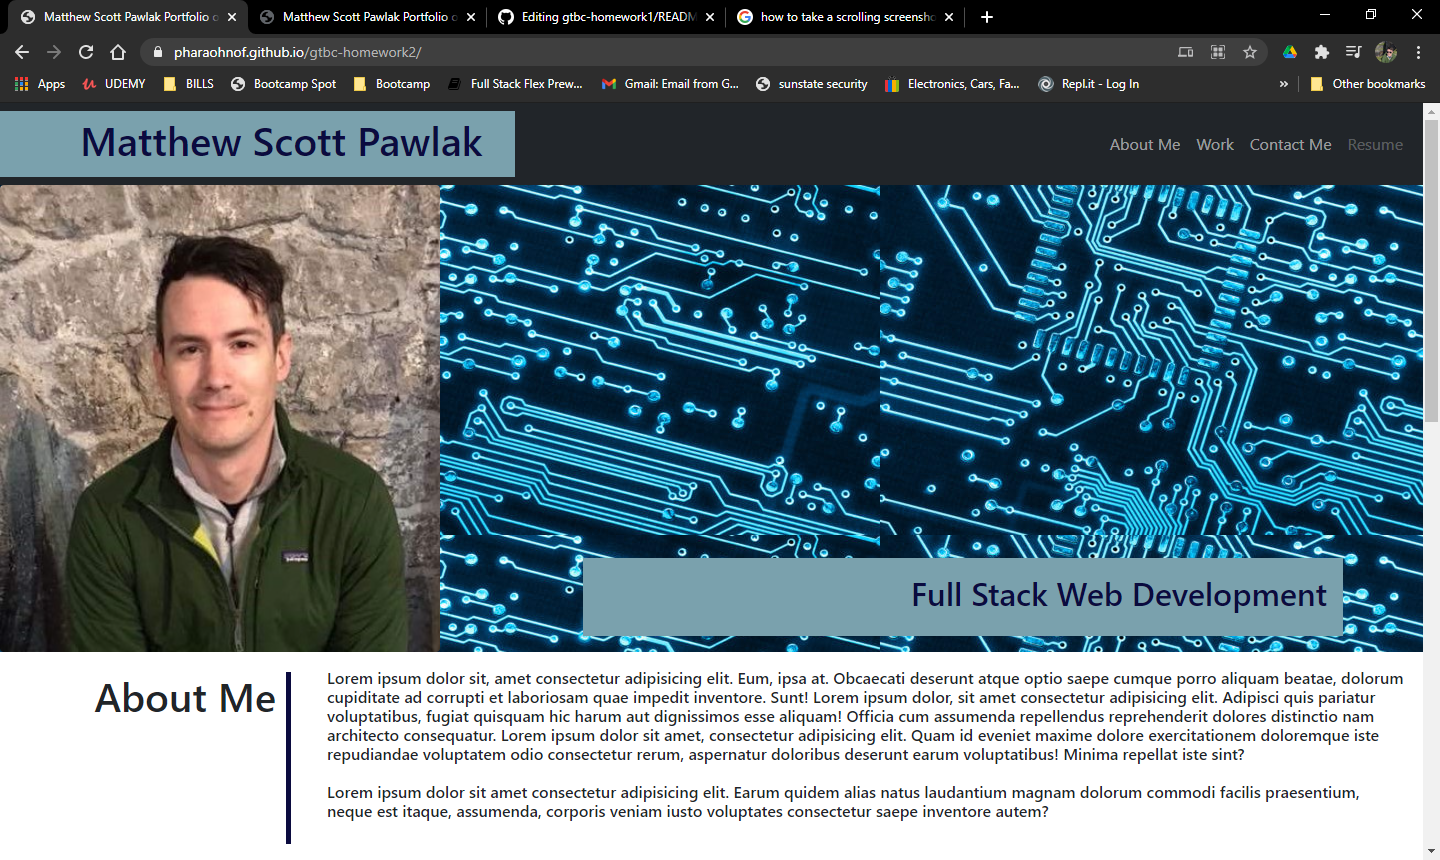 Matthew Scott Pawlak Portfolio o
Matthew Scott Pawlak Portfolio o
Editing gtbc-homework1/READM
how to take a scrolling screensho
pharaohnof.github.io/gtbc-homework2/
Apps
UDEMY
BILLS
Bootcamp Spot
Bootcamp
Full Stack Flex Prew...
Gmail: Email from G...
sunstate security
Electronics, Cars, Fa...
Repl.it - Log In
Other bookmarks
Matthew Scott Pawlak
About Me
Work
Contact Me
Resume
Full Stack Web Development
About Me
Lorem ipsum dolor sit, amet consectetur adipisicing elit. Eum, ipsa at. Obcaecati deserunt atque optio saepe cumque porro aliquam beatae, dolorum
cupiditate ad corrupti et laboriosam quae impedit inventore. Sunt! Lorem ipsum dolor, sit amet consectetur adipisicing elit. Adipisci quis pariatur
voluptatibus, fugiat quisquam hic harum aut dignissimos esse aliquam! Officia cum assumenda repellendus reprehenderit dolores distinctio nam
architecto consequatur. Lorem ipsum dolor sit amet, consectetur adipisicing elit. Quam id eveniet maxime dolore exercitationem doloremque iste
repudiandae voluptatem odio consectetur rerum, aspernatur doloribus deserunt earum voluptatibus! Minima repellat iste sint?
Lorem ipsum dolor sit amet consectetur adipisicing elit. Earum quidem alias natus laudantium magnam dolorum commodi facilis praesentium,
neque est itaque, assumenda, corporis veniam iusto voluptates consectetur saepe inventore autem?